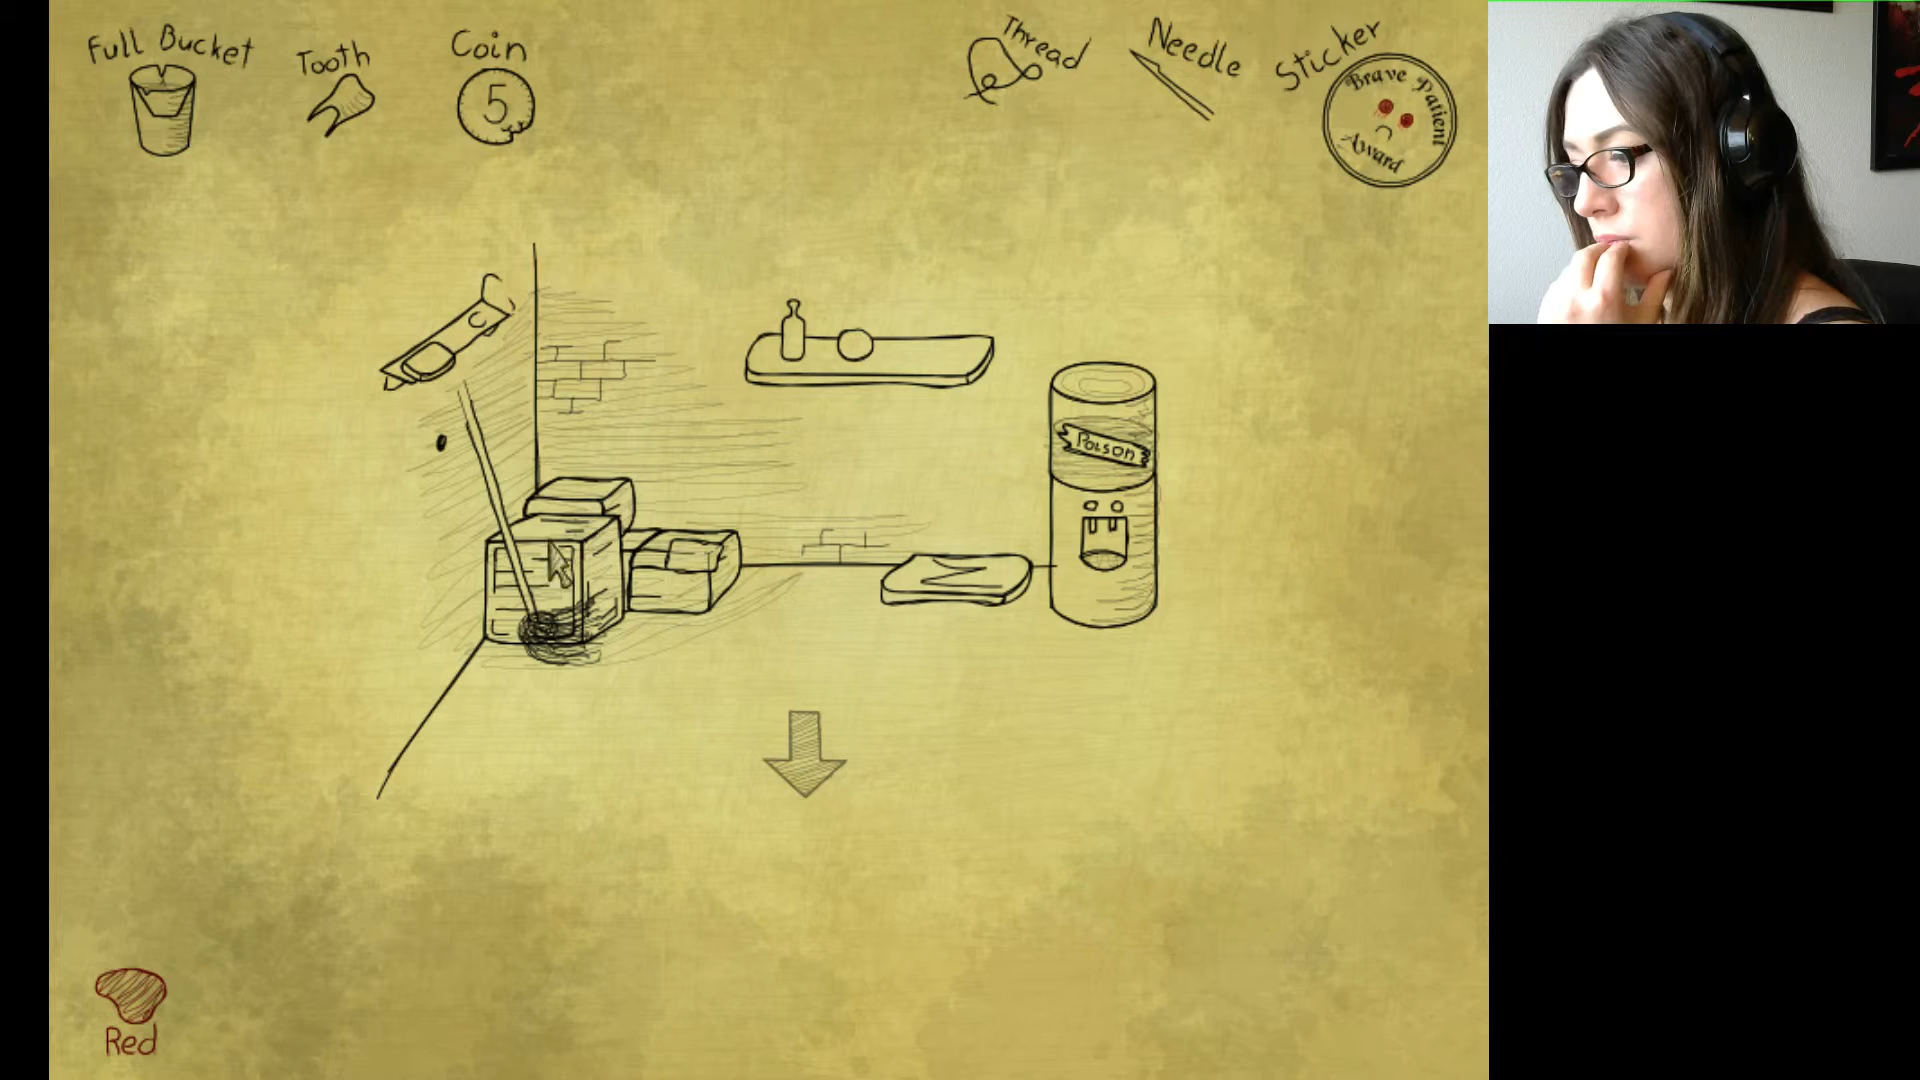 Full Bucket
Tooth
Coin
5
Thread
Needle
Sticker
Brave Patient
Award
Poison
Red